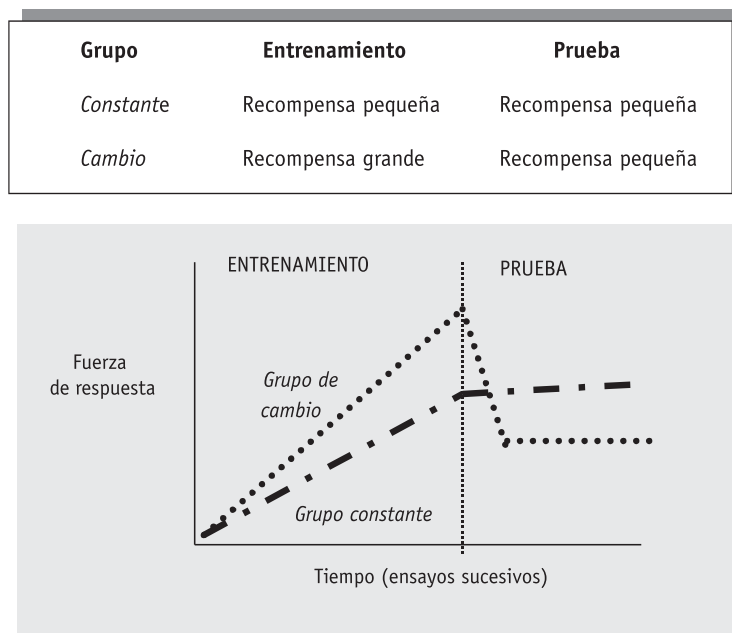 Grupo Entrenamiento Prueba
Constante Recompensa pequeña Recompensa pequeña
Cambio Recompensa grande Recompensa pequeña
ENTRENAMIENTO PRUEBA
Fuerza
de respuesta
Grupo de
cambio
Grupo constante
Tiempo (ensayos sucesivos)